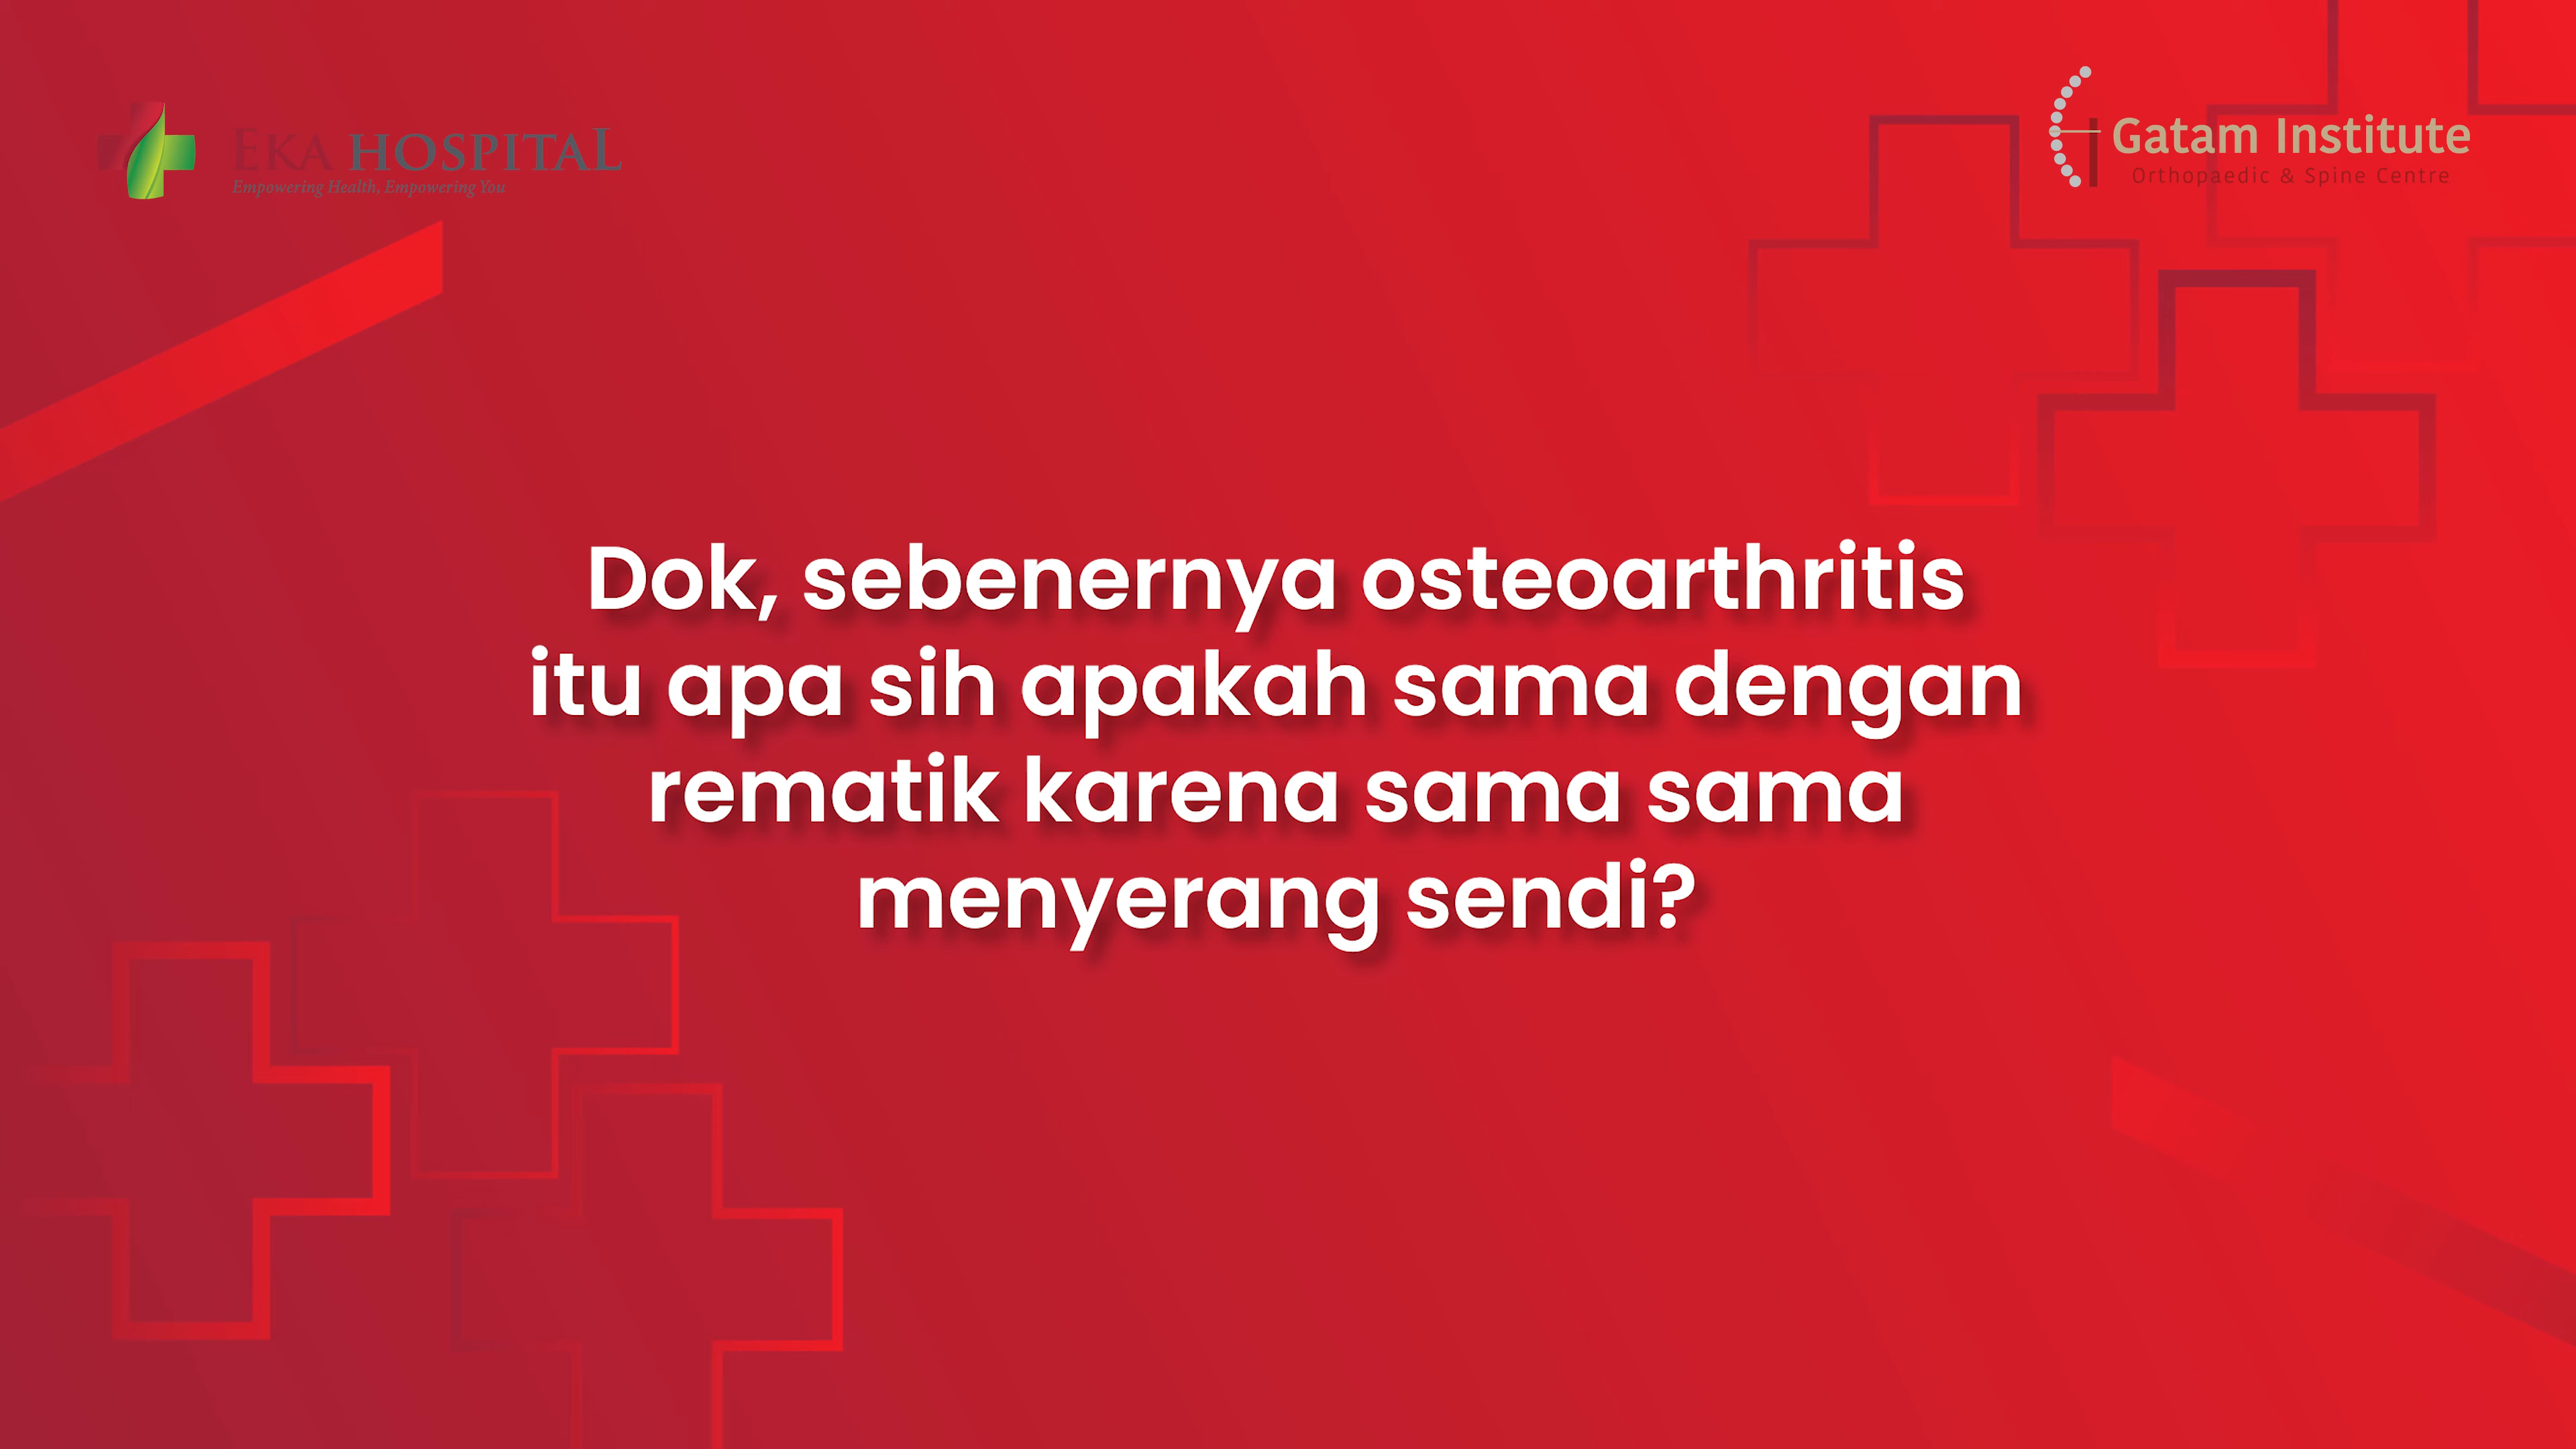 EKA HOSPITAL
Empowering Health, Empowering You
Gatam Institute
Orthopaedic & Spine Centre
Dok, sebenernya osteoarthritis
itu apa sih apakah sama dengan
rematik karena sama sama
menyerang sendi?